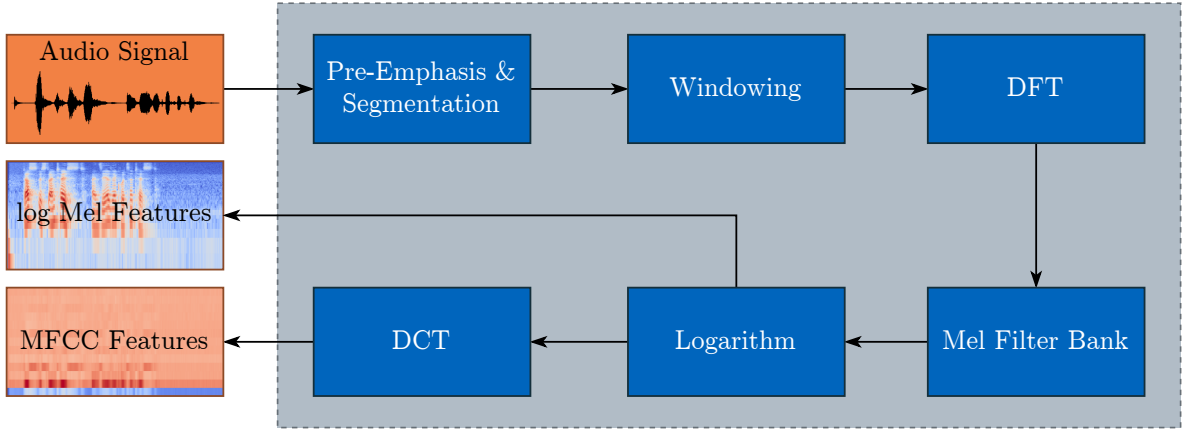 Audio Signal
Pre-Emphasis &
Segmentation
Windowing
DFT
log Mel Features
MFCC Features
DCT
Logarithm
Mel Filter Bank